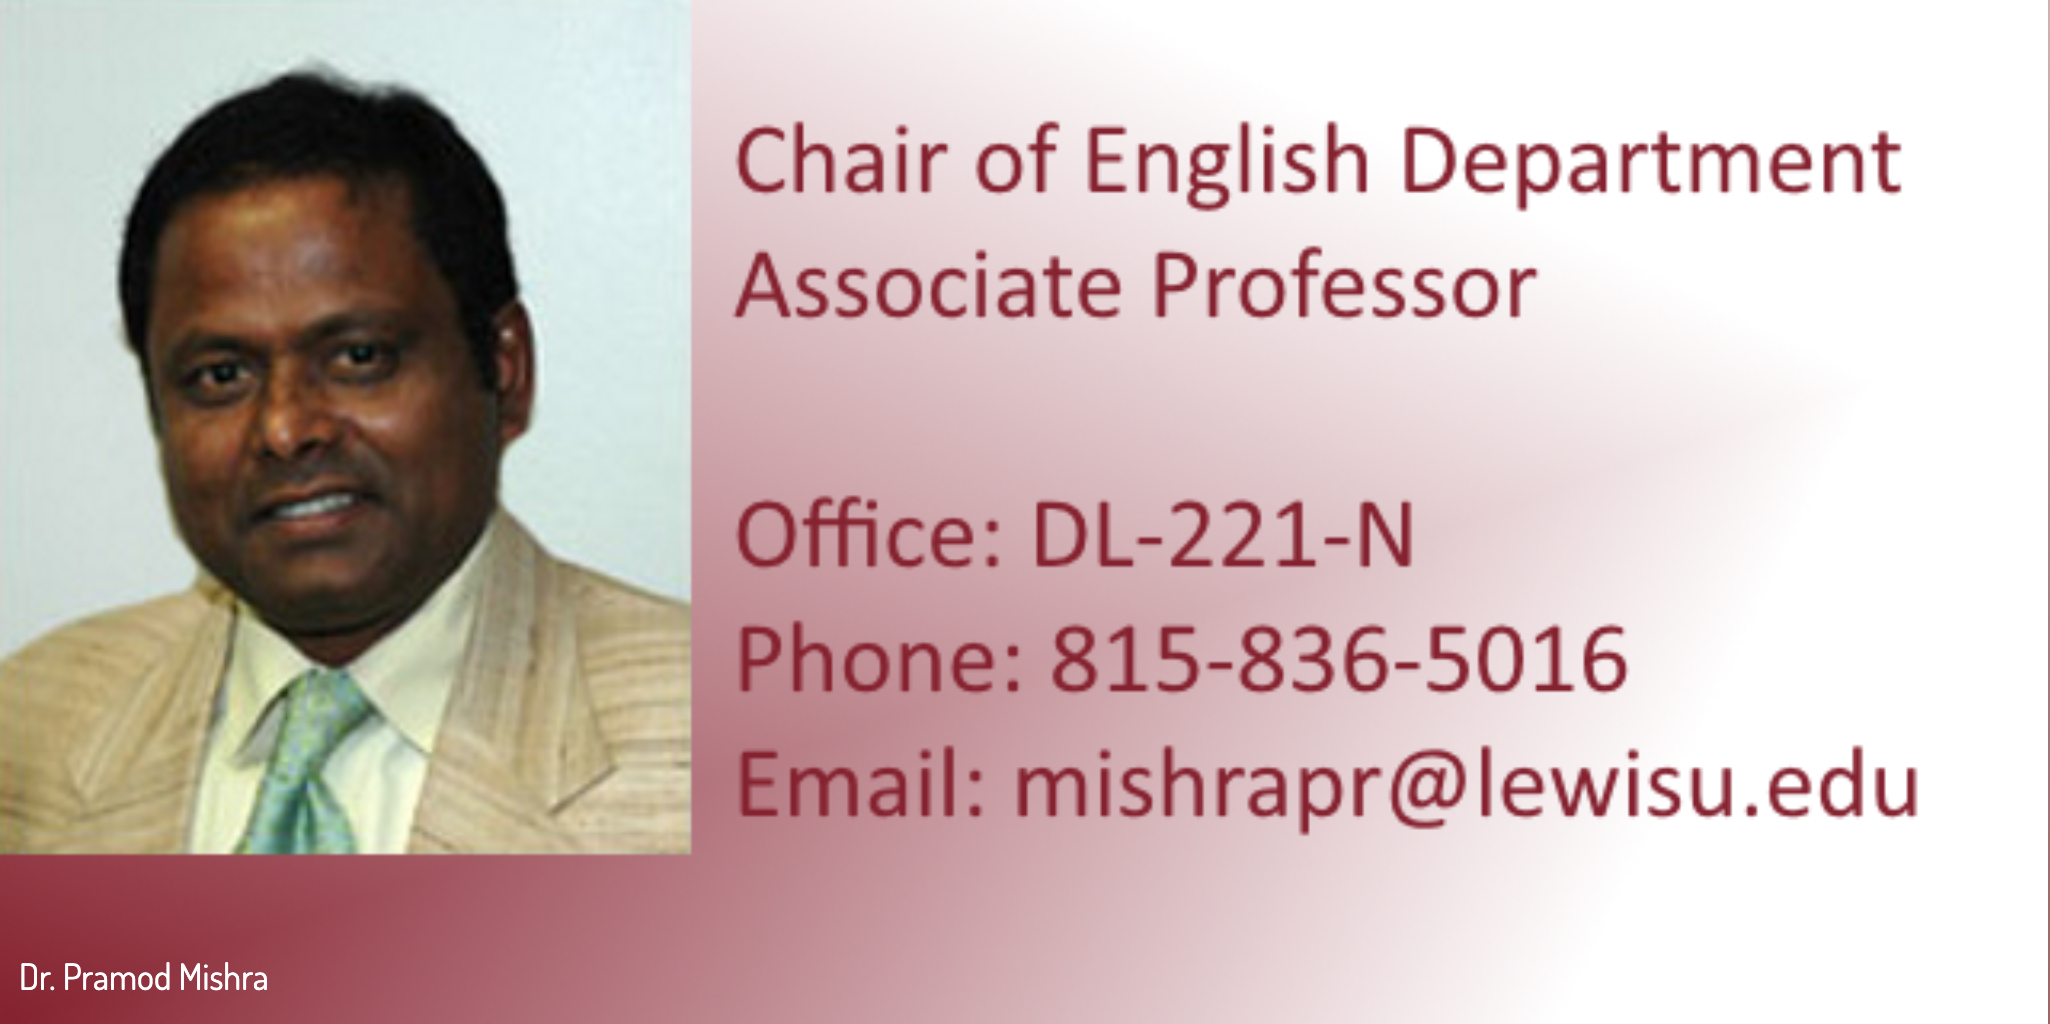 Chair of English Department
Associate Professor
Office: DL-221-N
Phone: 815-836-5016
Email: mishrapr@lewisu.edu
Dr. Pramod Mishra